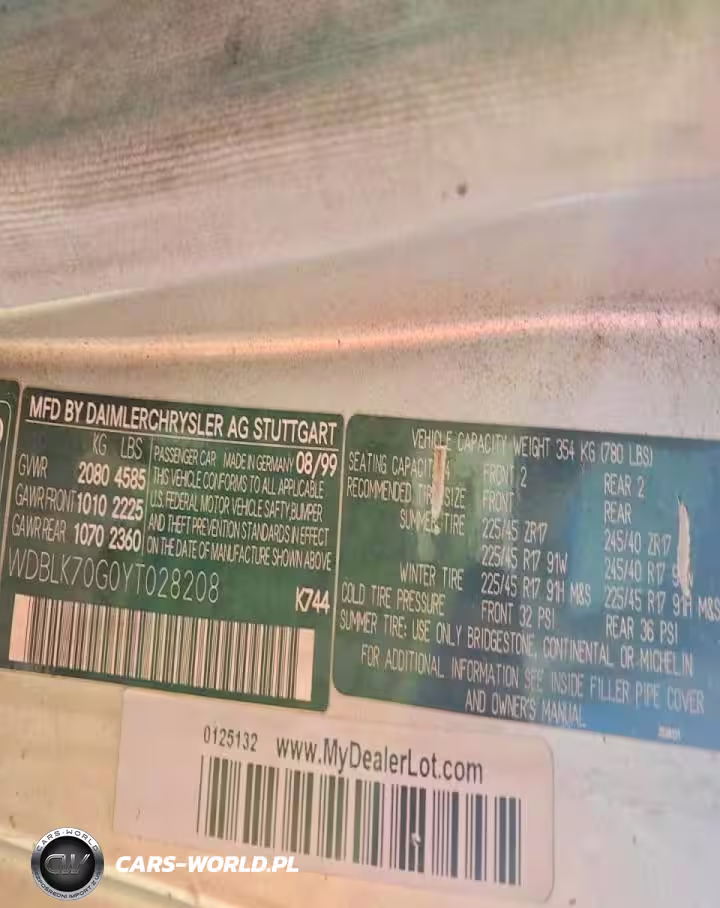 MFD BY DAIMLERCHRYSLER AG STUTTGART
KG LBS
GVWR 2080 4585
GAWR FRONT 1010 2225
GAWR REAR 1070 2360
PASSENGER CAR MADE IN GERMANY 08/99
THIS VEHICLE CONFORMS TO ALL APPLICABLE
U.S. FEDERAL MOTOR VEHICLE SAFTY,BUMPER
AND THEFT PREVENTION STANDARDS IN EFFECT
ON THE DATE OF MANUFACTURE SHOWN ABOVE
WDBLK70G0YT028208
K744
VEHICLE CAPACITY WEIGHT 354 KG (780 LBS)
SEATING CAPACITY 4 FRONT 2 REAR 2
RECOMMENDED TIRE SIZE FRONT REAR
SUMMER TIRE 225/45 ZR17 245/40 ZR17
225/45 R17 91W 245/40 R17 91W
WINTER TIRE 225/45 R17 91H M&S 225/45 R17 91H M&S
COLD TIRE PRESSURE FRONT 32 PSI REAR 36 PSI
SUMMER TIRE: USE ONLY BRIDGESTONE, CONTINENTAL OR MICHELIN
FOR ADDITIONAL INFORMATION SEE INSIDE FILLER PIPE COVER
AND OWNER'S MANUAL
0125132 www.MyDealerLot.com
CARS-WORLD
CW
CARS-WORLD.PL